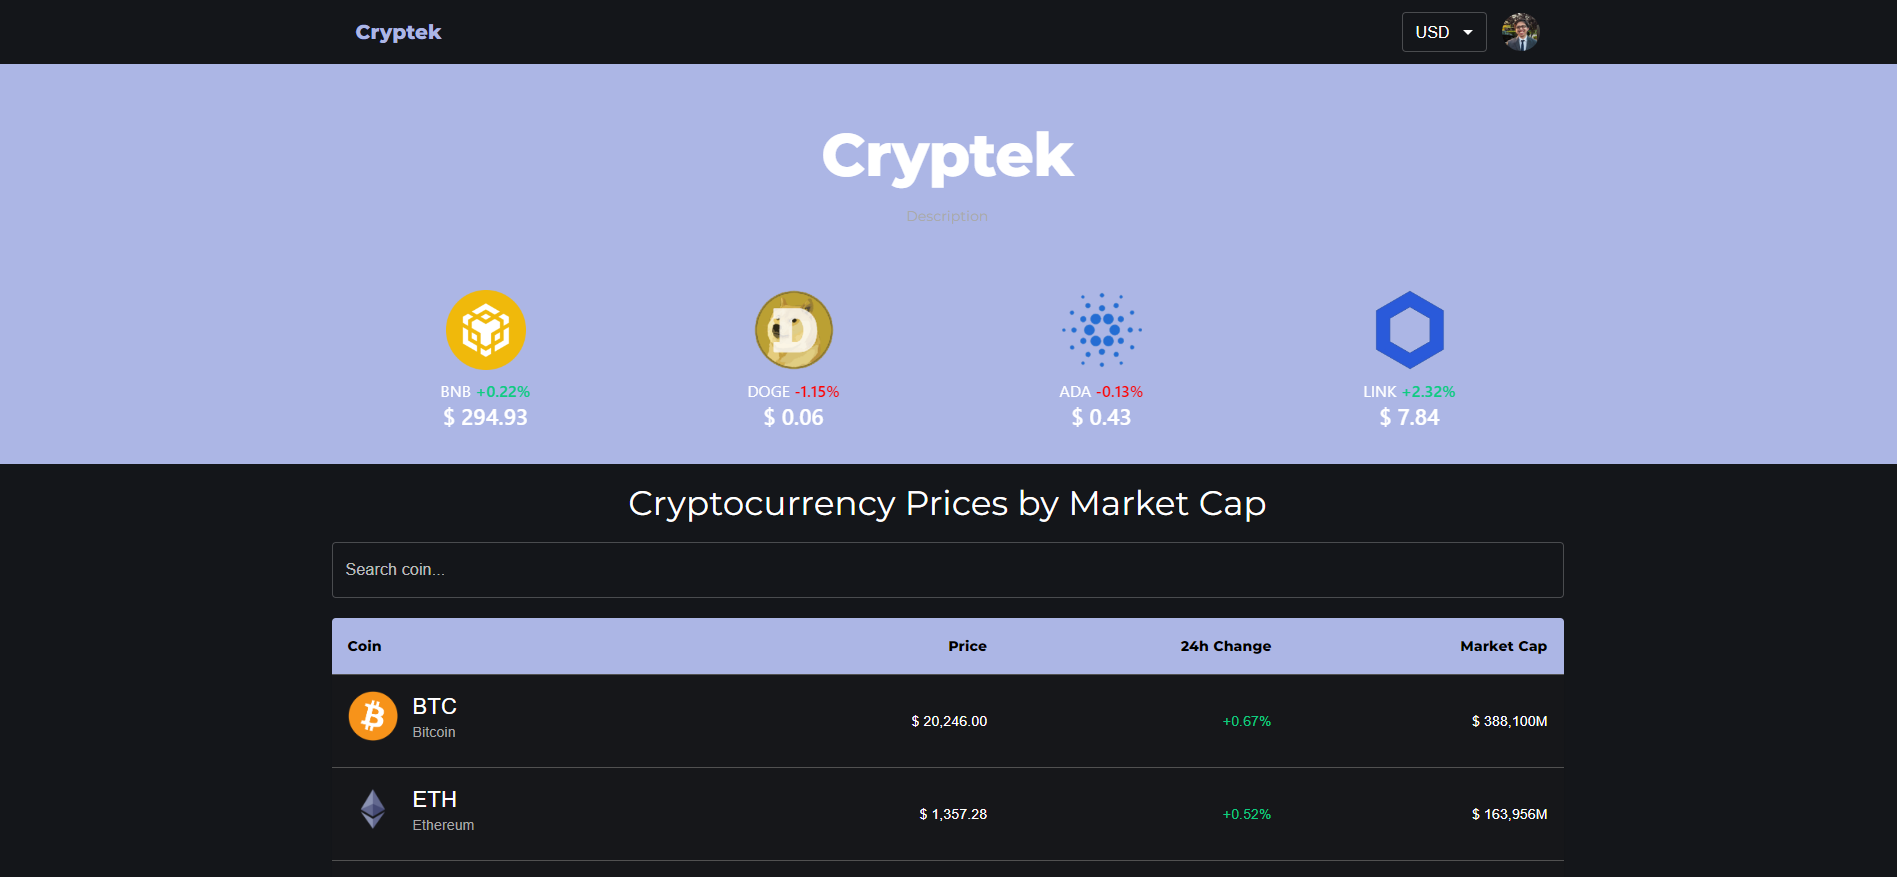 Cryptek
USD
Cryptek
Description
BNB +0.22%
$ 294.93
DOGE -1.15%
$ 0.06
ADA -0.13%
$ 0.43
LINK +2.32%
$ 7.84
Cryptocurrency Prices by Market Cap
Search coin...
Coin Price 24h Change Market Cap
BTC
Bitcoin
$ 20,246.00 +0.67% $ 388,100M
ETH
Ethereum
$ 1,357.28 +0.52% $ 163,956M